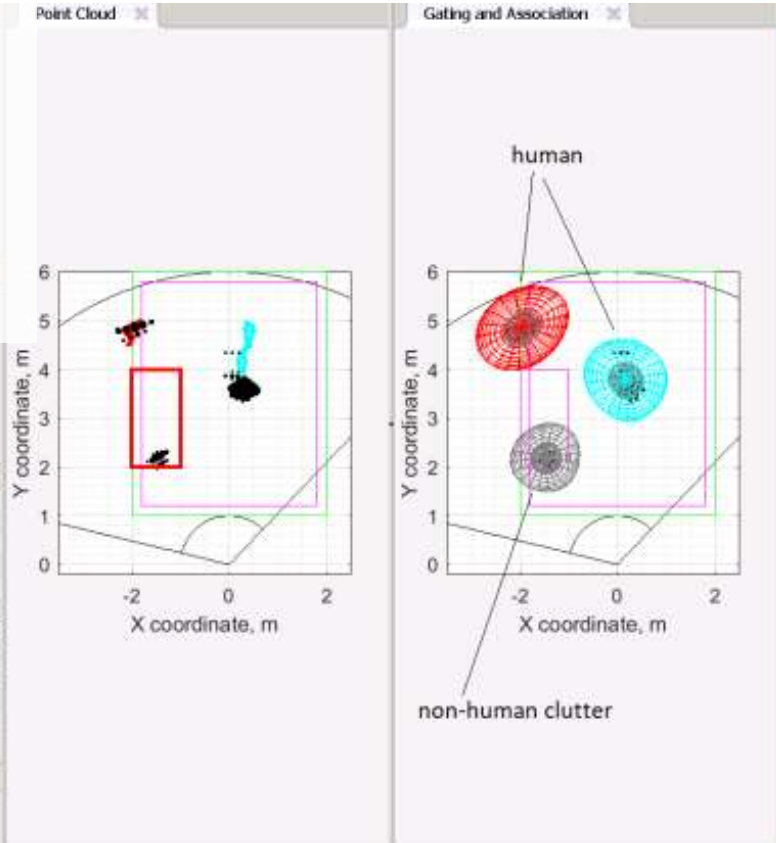 Point Cloud
6
5
4
3
2
1
0
-2
0
2
Y coordinate, m
X coordinate, m
Gating and Association
human
6
5
4
3
2
1
0
-2
0
2
Y coordinate, m
X coordinate, m
non-human clutter